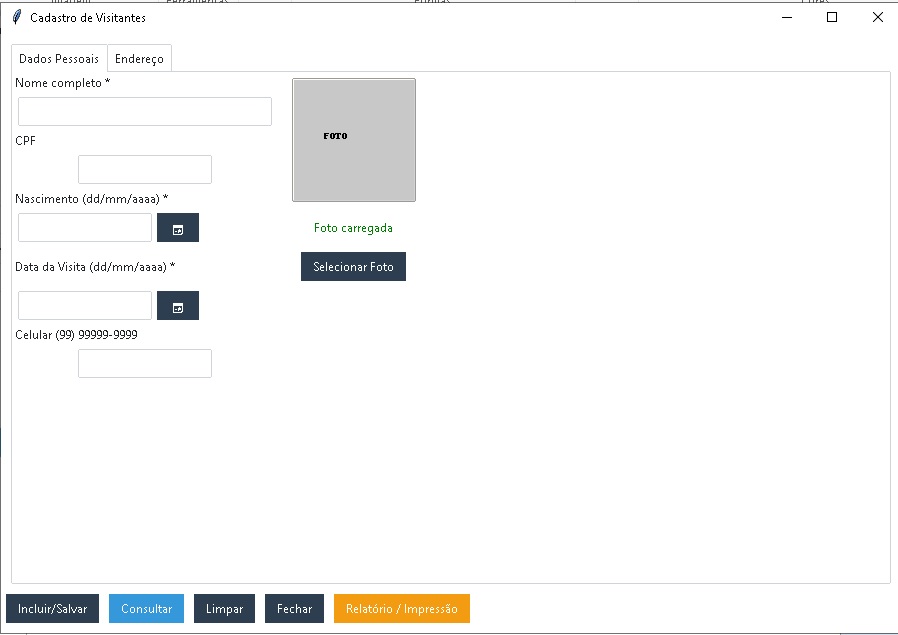 Cadastro de Visitantes
Dados Pessoais
Endereço
Nome completo *
FOTO
CPF
Nascimento (dd/mm/aaaa) *
Foto carregada
Data da Visita (dd/mm/aaaa) *
Selecionar Foto
Celular (99) 99999-9999
Incluir/Salvar
Consultar
Limpar
Fechar
Relatório / Impressão